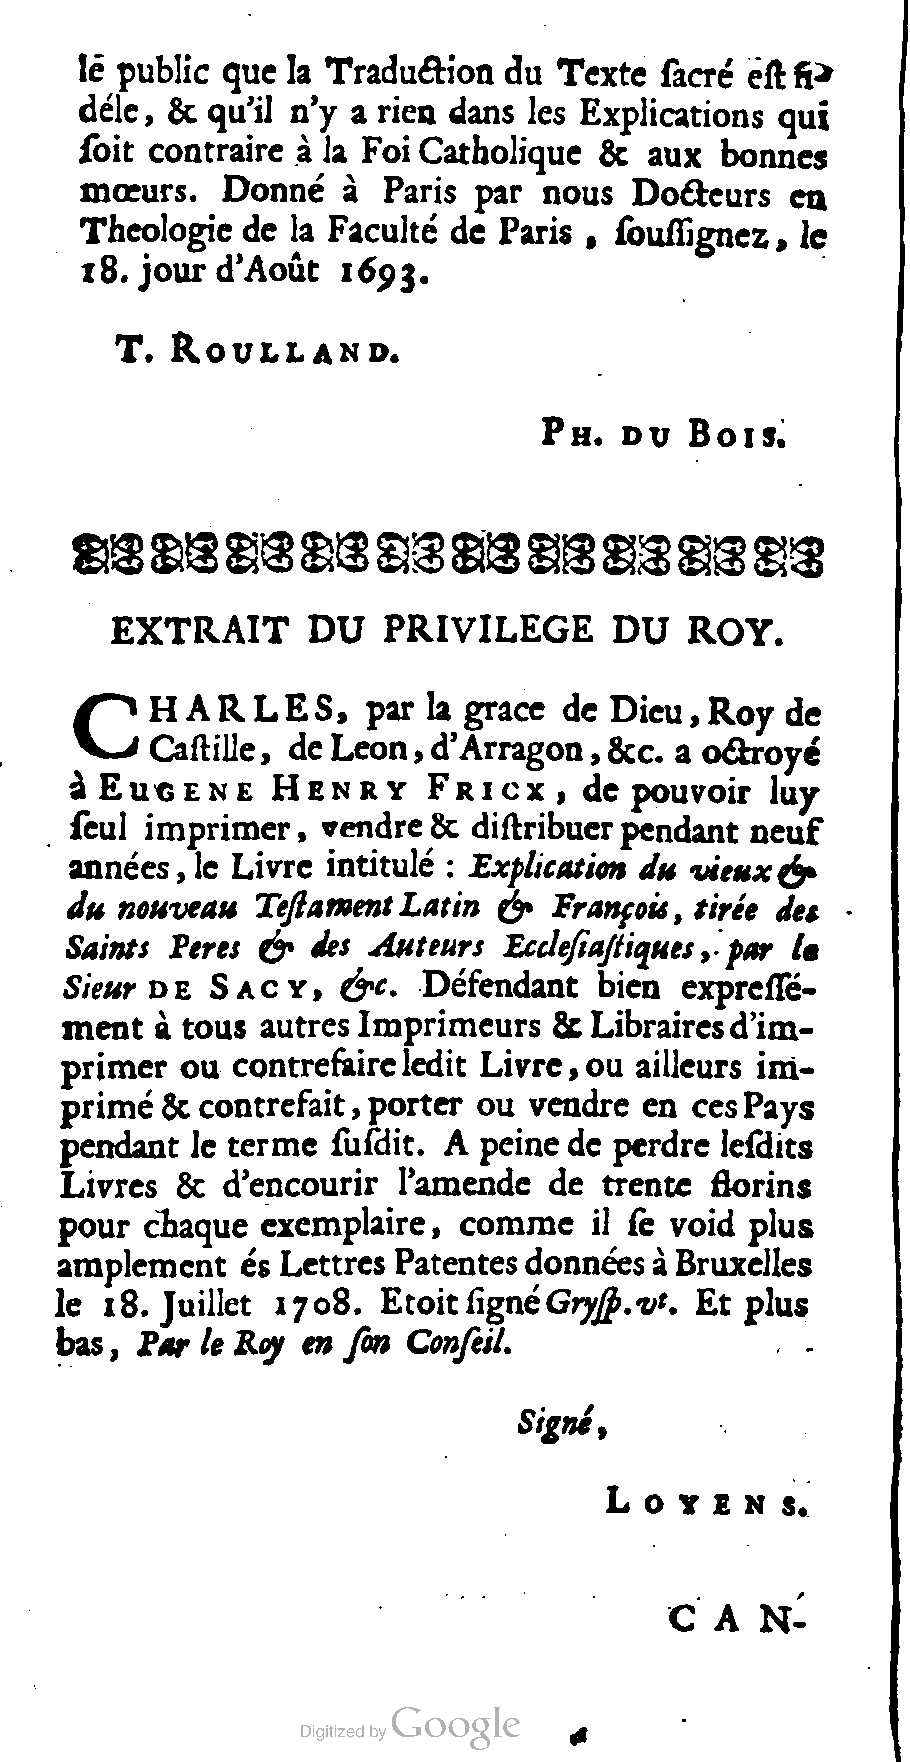 le public que la Traduction du Texte ſacré eſt fi-
déle, & qu'il n'y a rien dans les Explications qui
ſoit contraire à la Foi Catholique & aux bonnes
mœurs. Donné à Paris par nous Docteurs en
Theologie de la Faculté de Paris, ſouſſignez, le
18. jour d'Août 1693.
T. ROULLAND.
PH. DU BOIS.
EXTRAIT DU PRIVILEGE DU ROY.
CHARLES, par la grace de Dieu, Roy de
Caſtille, de Leon, d'Arragon, &c. a octroyé
à EUGENE HENRY FRICX, de pouvoir luy
ſeul imprimer, vendre & diſtribuer pendant neuf
années, le Livre intitulé : Explication du vieux &
du nouveau Teſtament Latin & François, tirée des
Saints Peres & des Auteurs Eccleſiaſtiques, par le
Sieur DE SACY, &c. Défendant bien expreſſé-
ment à tous autres Imprimeurs & Libraires d'im-
primer ou contrefaire ledit Livre, ou ailleurs im-
primé & contrefait, porter ou vendre en ces Pays
pendant le terme ſuſdit. A peine de perdre leſdits
Livres & d'encourir l'amende de trente florins
pour chaque exemplaire, comme il ſe void plus
amplement és Lettres Patentes données à Bruxelles
le 18. Juillet 1708. Etoit ſigné Gryſp. vt. Et plus
bas, Par le Roy en ſon Conſeil.
Signé,
LOYENS.
CAN-
Digitized by Google